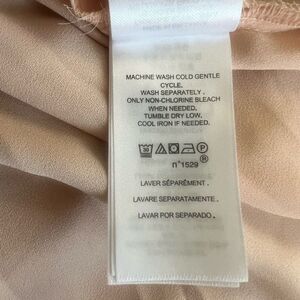 MACHINE WASH COLD GENTLE
CYCLE.
WASH SEPARATELY .
ONLY NON-CHLORINE BLEACH
WHEN NEEDED.
TUMBLE DRY LOW.
COOL IRON IF NEEDED.
30 P
®
n°1529
LAVER SÉPARÉMENT .
LAVARE SEPARATAMENTE .
LAVAR POR SEPARADO .